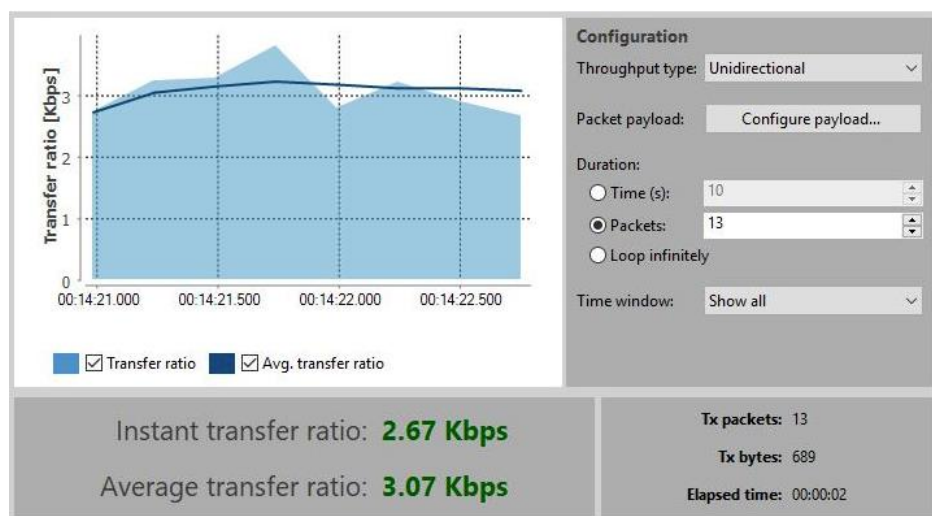 Transfer ratio [Kbps]
3
2
1
0
00:14:21.000 00:14:21.500 00:14:22.000 00:14:22.500
Transfer ratio Avg. transfer ratio
Configuration
Throughput type: Unidirectional
Packet payload: Configure payload...
Duration:
Time (s): 10
Packets: 13
Loop infinitely
Time window: Show all
Instant transfer ratio: 2.67 Kbps
Average transfer ratio: 3.07 Kbps
Tx packets: 13
Tx bytes: 689
Elapsed time: 00:00:02